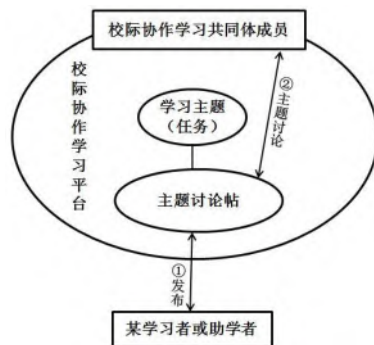 校际协作学习共同体成员
校际协作学习平台
学习主题
（任务）
②主题讨论
主题讨论帖
①发布
某学习者或助学者